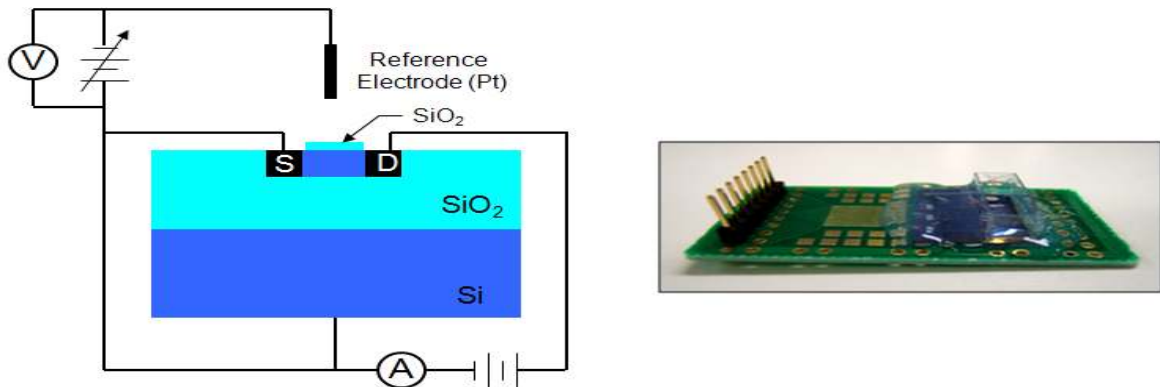 V
Reference
Electrode (Pt)
SiO₂
S
D
SiO₂
Si
A